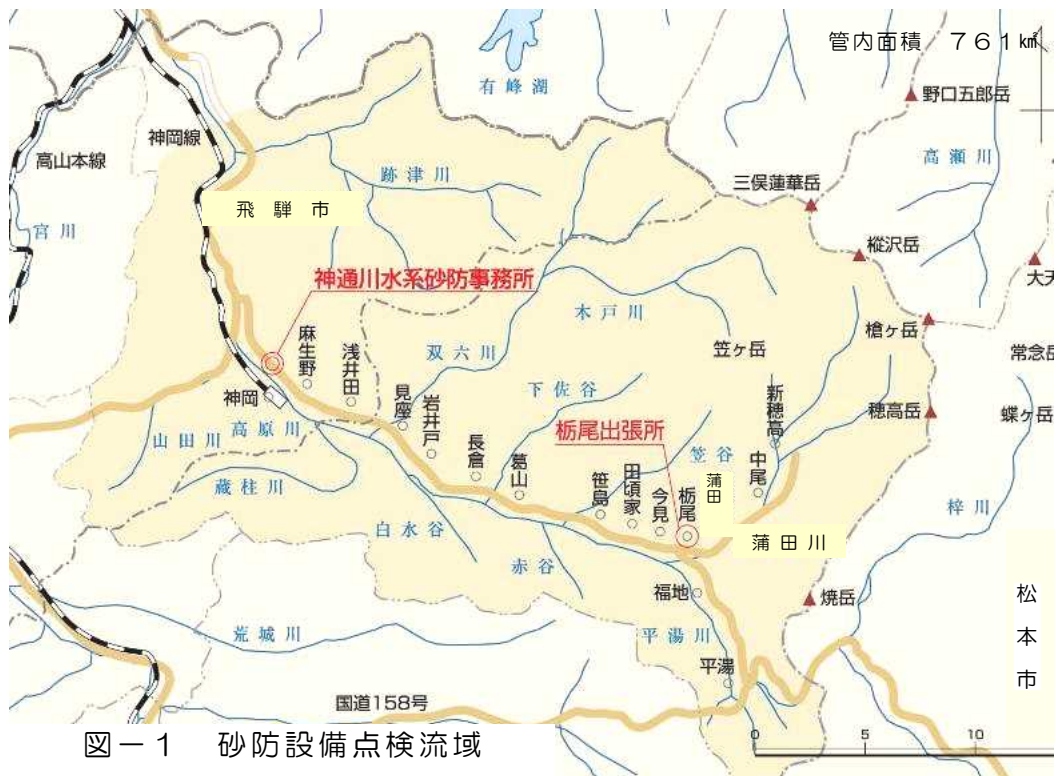 管内面積 761㎢
有峰湖
野口五郎岳
神岡線
高山本線
跡津川
高瀬川
三俣蓮華岳
飛騨市
宮川
樅沢岳
神通川水系砂防事務所
大天
木戸川
槍ヶ岳
麻生野
浅井田
双六川
笠ヶ岳
常念岳
下佐谷
新穂高
神岡
見座
岩井戸
穂高岳
蝶ヶ岳
山田川
高原川
栃尾出張所
笠谷
長倉
葛山
中尾
蔵柱川
笹島
田頃家
今見
栃尾
蒲田
梓川
白水谷
蒲田川
赤谷
福地
焼岳
松本市
荒城川
平湯川
平湯
国道158号
図-1 砂防設備点検流域
0 5 10